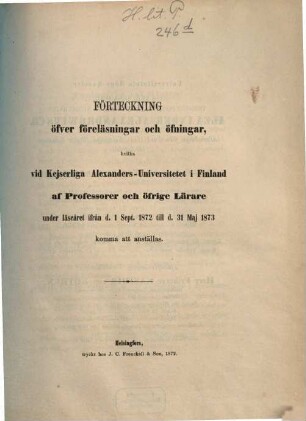 H. lit. P.
246 d
FÖRTECKNING
öfver föreläsningar och öfningar,
hvilka
vid Kejserliga Alexanders-Universitetet i Finland
af Professorer och öfrige Lärare
under läseåret ifrån d. 1 Sept. 1872 till d. 31 Maj 1873
komma att anställas.
Helsingfors,
tryckt hos J. C. Frenckell & Son, 1872.